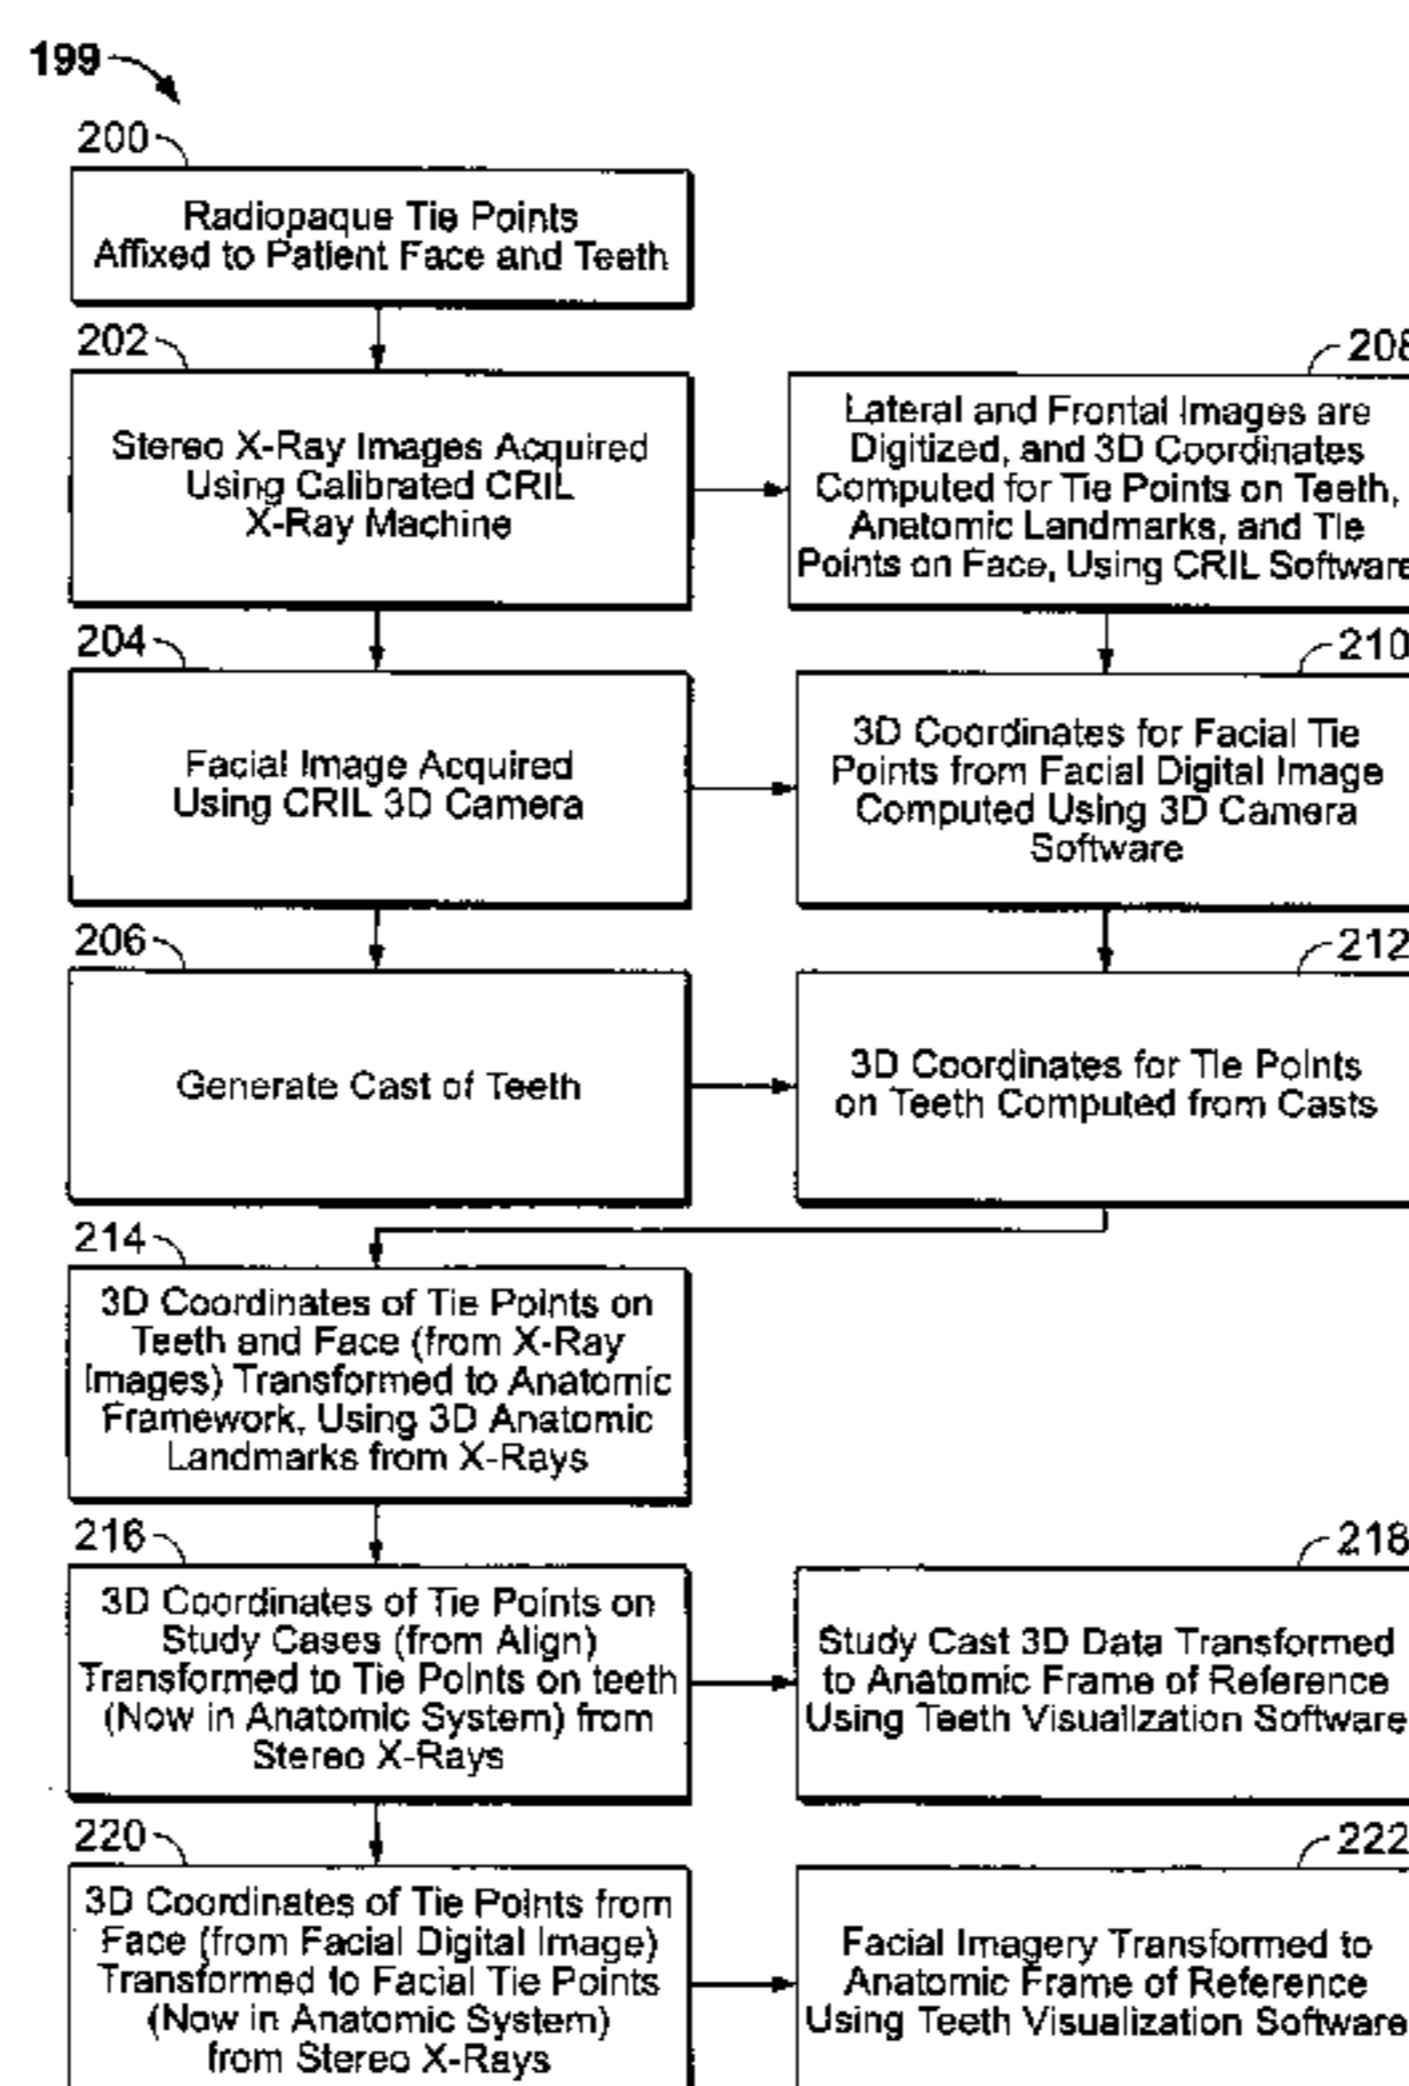 199
200
Radiopaque Tie Points
Affixed to Patient Face and Teeth
202
Stereo X-Ray Images Acquired
Using Calibrated CRIL
X-Ray Machine
208
Lateral and Frontal Images are
Digitized, and 3D Coordinates
Computed for Tie Points on Teeth,
Anatomic Landmarks, and Tie
Points on Face, Using CRIL Software
204
Facial Image Acquired
Using CRIL 3D Camera
210
3D Coordinates for Facial Tie
Points from Facial Digital Image
Computed Using 3D Camera
Software
206
Generate Cast of Teeth
212
3D Coordinates for Tie Points
on Teeth Computed from Casts
214
3D Coordinates of Tie Points on
Teeth and Face (from X-Ray
Images) Transformed to Anatomic
Framework, Using 3D Anatomic
Landmarks from X-Rays
216
3D Coordinates of Tie Points on
Study Cases (from Align)
Transformed to Tie Points on teeth
(Now in Anatomic System) from
Stereo X-Rays
218
Study Cast 3D Data Transformed
to Anatomic Frame of Reference
Using Teeth Visualization Software
220
3D Coordinates of Tie Points from
Face (from Facial Digital Image)
Transformed to Facial Tie Points
(Now in Anatomic System)
from Stereo X-Rays
222
Facial Imagery Transformed to
Anatomic Frame of Reference
Using Teeth Visualization Software